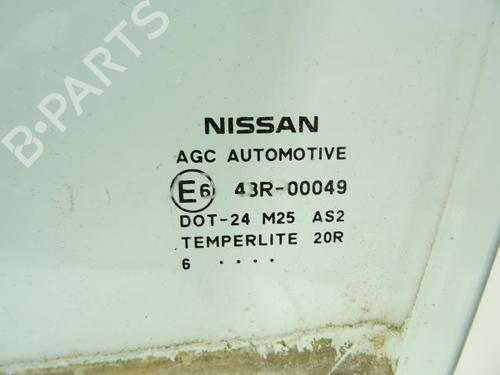 B-PARTS
NISSAN
AGC AUTOMOTIVE
E6 43R-00049
DOT-24 M25 AS2
TEMPERLITE 20R
6 ....